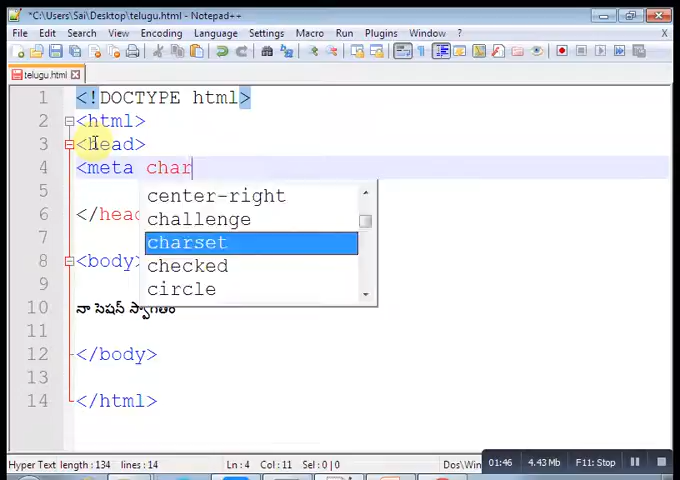 *C:\Users\Sai\Desktop\telugu.html - Notepad++
File Edit Search View Encoding Language Settings Macro Run Plugins Window ? X
telugu.html
1 <!DOCTYPE html>
2 <html>
3 <head>
4 <meta char
center-right
5
challenge
6 </head
charset
7
8 <body>
checked
9
circle
10 నా సెషన్ స్వాగతం
11
12 </body>
13
14 </html>
Hyper Text length : 134 lines : 14 Ln : 4 Col : 11 Sel : 0 | 0 Dos\Win
01:46 4.43 Mb F11: Stop